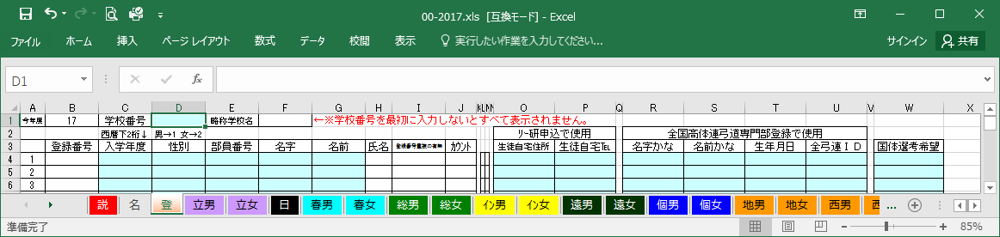 00-2017.xls [互換モード] - Excel
ファイル ホーム 挿入 ページ レイアウト 数式 データ 校閲 表示 実行したい作業を入力してください... サインイン 共有
D1 fx
A B C D E F G H I J K L M N O P Q R S T U V W X
1 今年度 17 学校番号 略称学校名 ←※学校番号を最初に入力しないとすべて表示されません。
2 西暦下2桁↓ 男→1 女→2 リー研申込で使用 全国高体連弓道専門部登録で使用
3 登録番号 入学年度 性別 部員番号 名字 名前 氏名 登録番号重複の有無 カウント 生徒自宅住所 生徒自宅℡ 名字かな 名前かな 生年月日 全弓連ID 国体選考希望
4 1
5 2
6 3
説 名 登 立男 立女 日 春男 春女 総男 総女 イン男 イン女 遠男 遠女 個男 個女 地男 地女 西男 西 ...
準備完了 85%